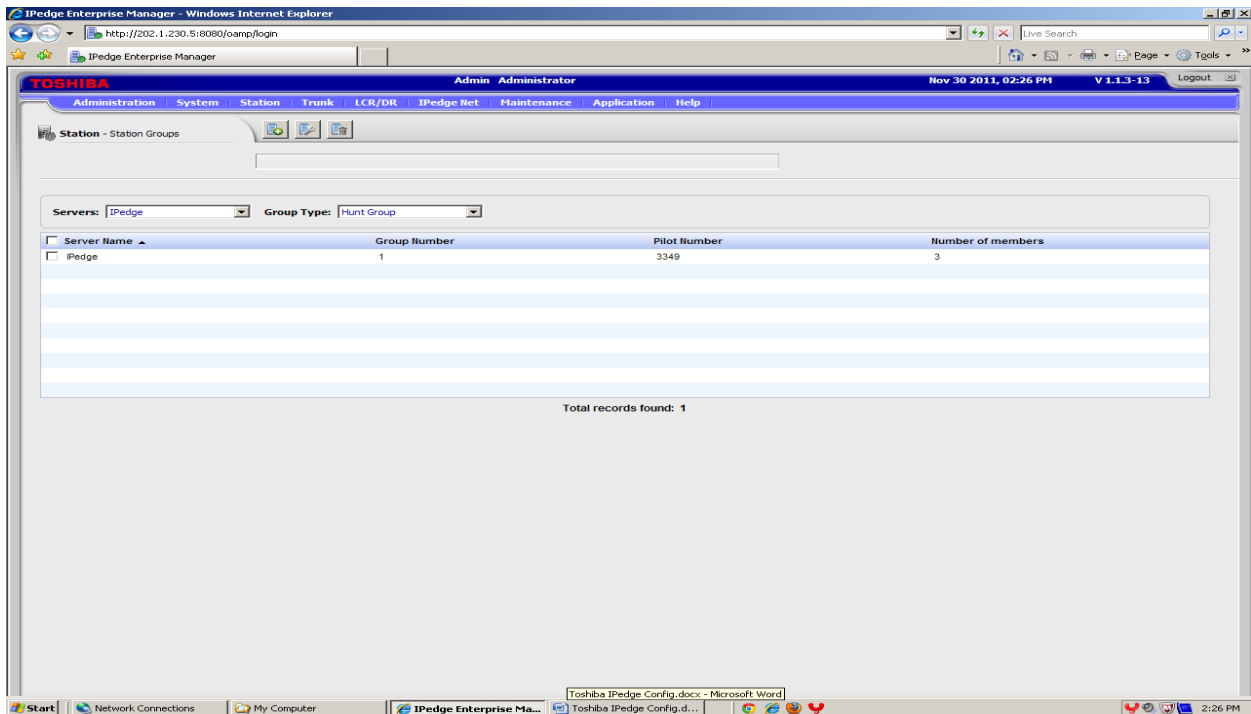 IPedge Enterprise Manager - Windows Internet Explorer
http://202.1.230.5:8080/oamp/login
Live Search
IPedge Enterprise Manager
Page
Tools
»
TOSHIBA
Admin Administrator
Nov 30 2011, 02:26 PM
V 1.1.3-13
Logout
Administration
System
Station
Trunk
LCR/DR
IPedge Net
Maintenance
Application
Help
Station - Station Groups
Servers: IPedge
Group Type: Hunt Group
Server Name
Group Number
Pilot Number
Number of members
IPedge
1
3349
3
Total records found: 1
Toshiba IPedge Config.docx - Microsoft Word
Start
Network Connections
My Computer
IPedge Enterprise Ma...
Toshiba IPedge Config.d...
2:26 PM